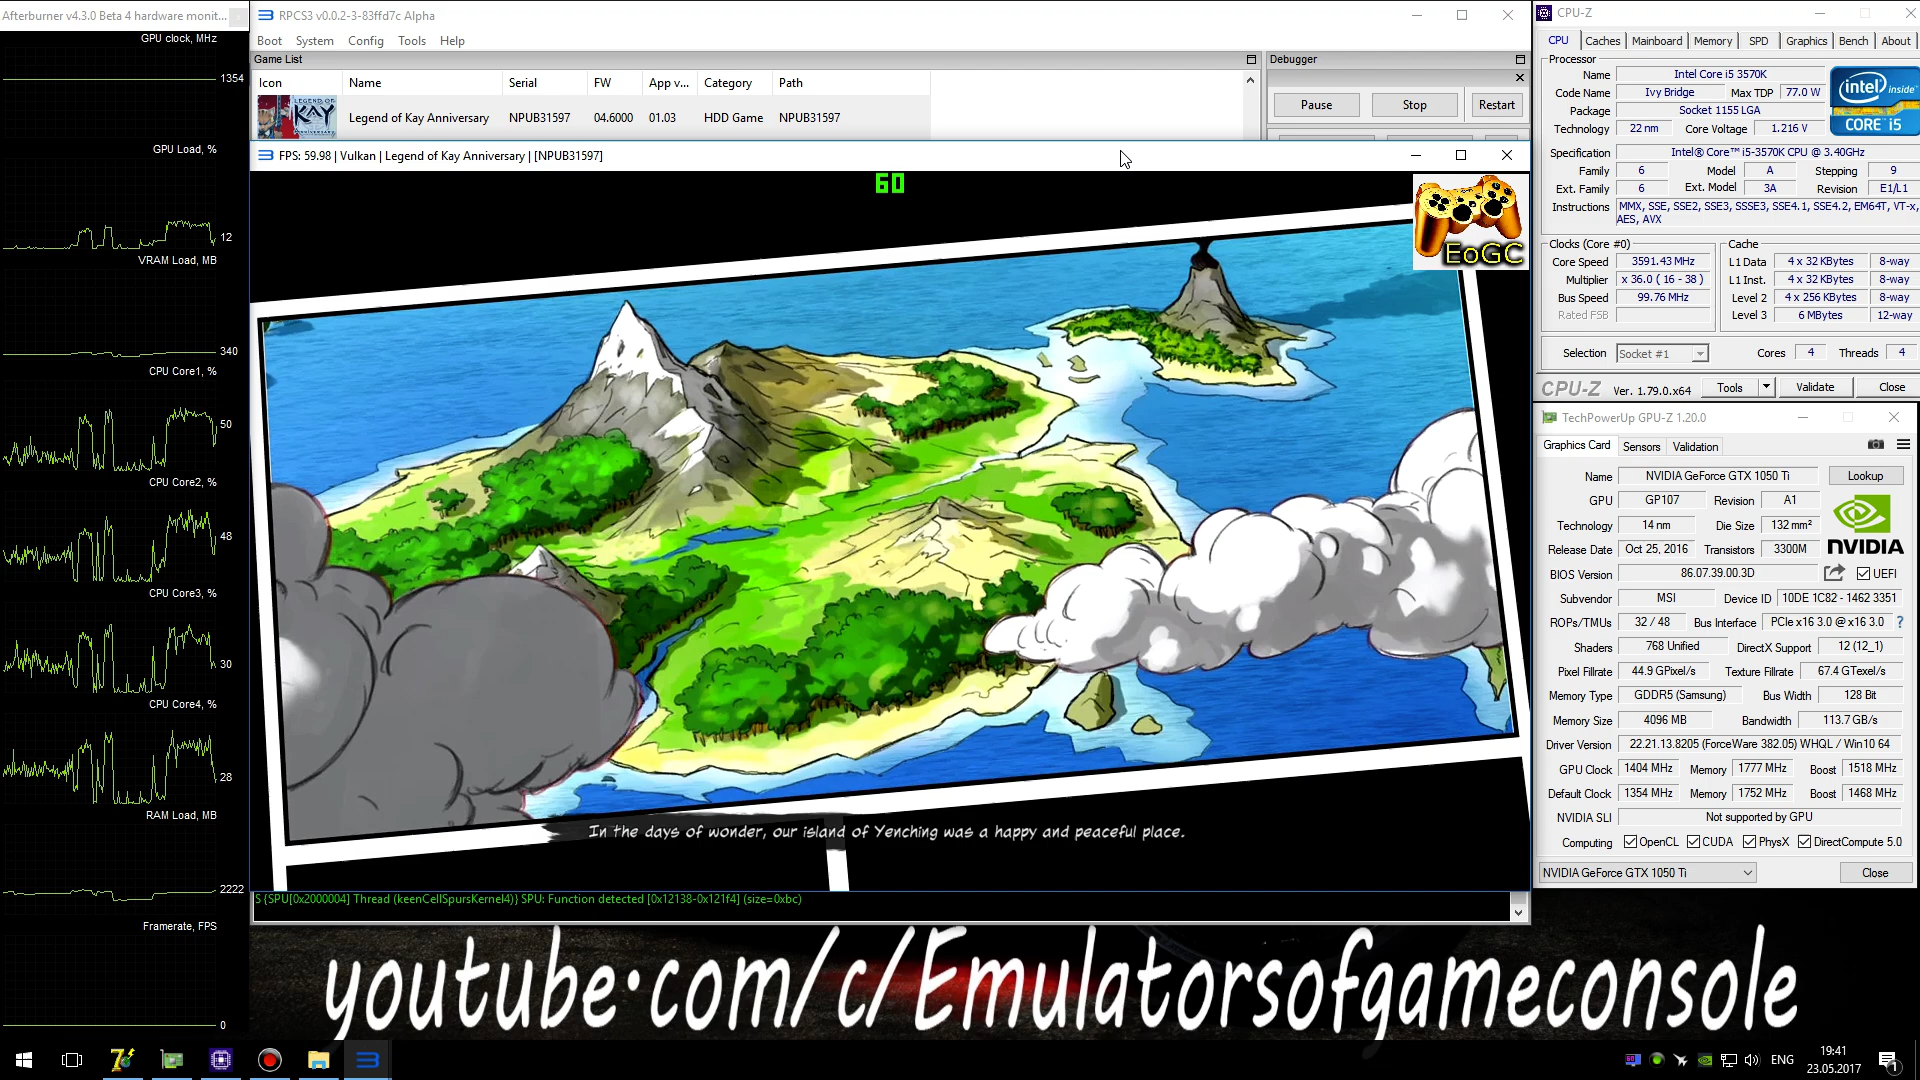 Afterburner v4.3.0 Beta 4 hardware monit...
GPU clock, MHz
1354
GPU Load, %
12
VRAM Load, MB
340
CPU Core1, %
50
CPU Core2, %
48
CPU Core3, %
30
CPU Core4, %
28
RAM Load, MB
2222
Framerate, FPS
0
RPCS3 v0.0.2-3-83ffd7c Alpha
Boot System Config Tools Help
Game List
Icon Name Serial FW App v... Category Path
LEGEND OF KAY ANNIVERSARY
Legend of Kay Anniversary NPUB31597 04.6000 01.03 HDD Game NPUB31597
Debugger
Pause Stop Restart
FPS: 59.98 | Vulkan | Legend of Kay Anniversary | [NPUB31597]
60
EoGC
In the days of wonder, our island of Yenching was a happy and peaceful place.
S {SPU[0x2000004] Thread (keenCellSpursKernel4)} SPU: Function detected [0x12138-0x121f4] (size=0xbc)
CPU-Z
CPU Caches Mainboard Memory SPD Graphics Bench About
Processor
Name Intel Core i5 3570K
Code Name Ivy Bridge Max TDP 77.0 W
Package Socket 1155 LGA
Technology 22 nm Core Voltage 1.216 V
intel inside™ CORE i5
Specification Intel® Core™ i5-3570K CPU @ 3.40GHz
Family 6 Model A Stepping 9
Ext. Family 6 Ext. Model 3A Revision E1/L1
Instructions MMX, SSE, SSE2, SSE3, SSSE3, SSE4.1, SSE4.2, EM64T, VT-x,
AES, AVX
Clocks (Core #0) Cache
Core Speed 3591.43 MHz L1 Data 4 x 32 KBytes 8-way
Multiplier x 36.0 ( 16 - 38 ) L1 Inst. 4 x 32 KBytes 8-way
Bus Speed 99.76 MHz Level 2 4 x 256 KBytes 8-way
Rated FSB Level 3 6 MBytes 12-way
Selection Socket #1 Cores 4 Threads 4
CPU-Z Ver. 1.79.0.x64 Tools Validate Close
TechPowerUp GPU-Z 1.20.0
Graphics Card Sensors Validation
Name NVIDIA GeForce GTX 1050 Ti Lookup
GPU GP107 Revision A1
Technology 14 nm Die Size 132 mm²
Release Date Oct 25, 2016 Transistors 3300M
NVIDIA
BIOS Version 86.07.39.00.3D UEFI
Subvendor MSI Device ID 10DE 1C82 - 1462 3351
ROPs/TMUs 32 / 48 Bus Interface PCIe x16 3.0 @ x16 3.0 ?
Shaders 768 Unified DirectX Support 12 (12_1)
Pixel Fillrate 44.9 GPixel/s Texture Fillrate 67.4 GTexel/s
Memory Type GDDR5 (Samsung) Bus Width 128 Bit
Memory Size 4096 MB Bandwidth 113.7 GB/s
Driver Version 22.21.13.8205 (ForceWare 382.05) WHQL / Win10 64
GPU Clock 1404 MHz Memory 1777 MHz Boost 1518 MHz
Default Clock 1354 MHz Memory 1752 MHz Boost 1468 MHz
NVIDIA SLI Not supported by GPU
Computing OpenCL CUDA PhysX DirectCompute 5.0
NVIDIA GeForce GTX 1050 Ti Close
youtube.com/c/Emulatorsofgameconsole
ENG
19:41
23.05.2017
1